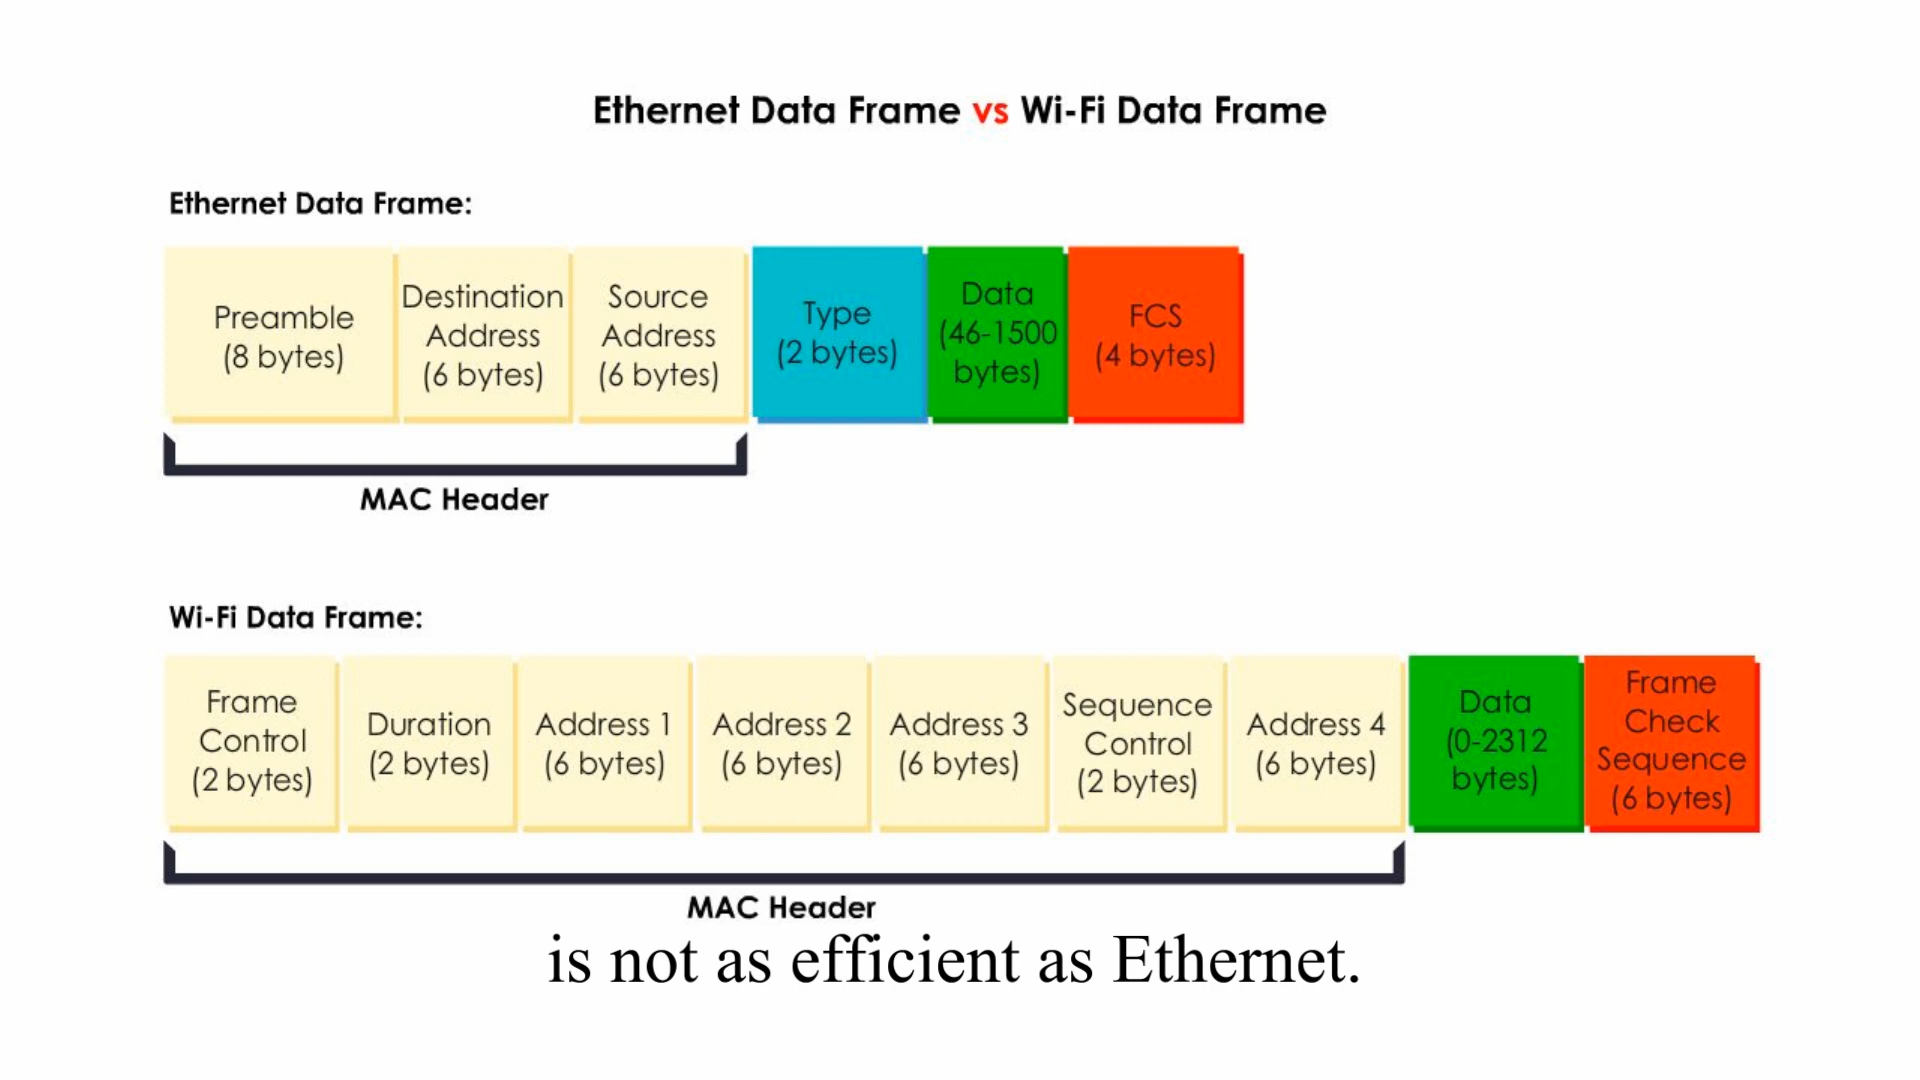 Ethernet Data Frame vs Wi-Fi Data Frame
Ethernet Data Frame:
Preamble
(8 bytes)
Destination
Address
(6 bytes)
Source
Address
(6 bytes)
Type
(2 bytes)
Data
(46-1500
bytes)
FCS
(4 bytes)
MAC Header
Wi-Fi Data Frame:
Frame
Control
(2 bytes)
Duration
(2 bytes)
Address 1
(6 bytes)
Address 2
(6 bytes)
Address 3
(6 bytes)
Sequence
Control
(2 bytes)
Address 4
(6 bytes)
Data
(0-2312
bytes)
Frame
Check
Sequence
(6 bytes)
MAC Header
is not as efficient as Ethernet.